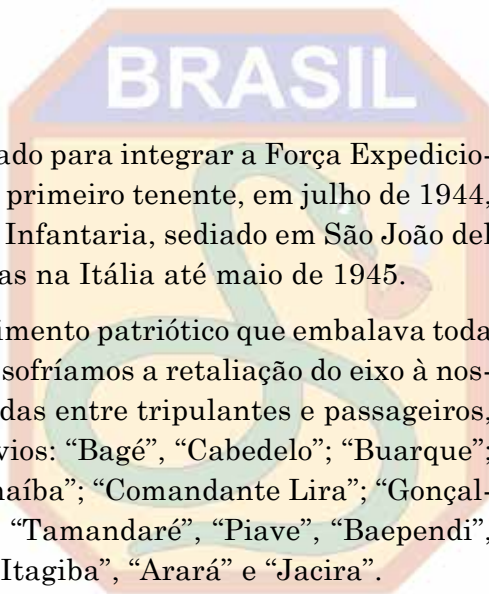 BRASIL
ado para integrar a Força Expedicio-
primeiro tenente, em julho de 1944,
Infantaria, sediado em São João del
as na Itália até maio de 1945.
imento patriótico que embalava toda
sofríamos a retaliação do eixo à nos-
das entre tripulantes e passageiros,
vios: “Bagé”, “Cabedelo”; “Buarque”;
naíba”; “Comandante Lira”; “Gonçal-
“Tamandaré”, “Piave”, “Baependi”,
Itagiba”, “Arará” e “Jacira”.